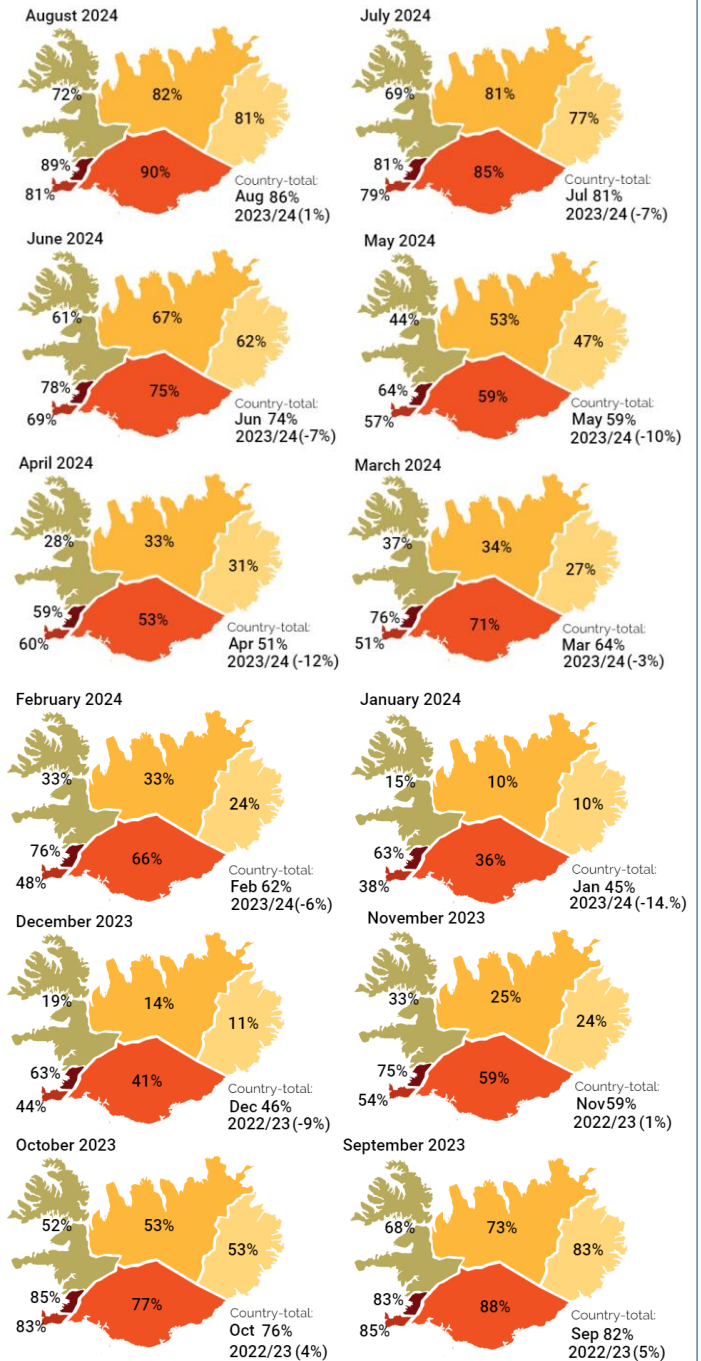 August 2024
72%
82%
81%
89%
90%
81%
Country-total:
Aug 86%
2023/24 (1%)
July 2024
69%
81%
77%
81%
85%
79%
Country-total:
Jul 81%
2023/24 (-7%)
June 2024
61%
67%
62%
78%
75%
69%
Country-total:
Jun 74%
2023/24 (-7%)
May 2024
44%
53%
47%
64%
59%
57%
Country-total:
May 59%
2023/24 (-10%)
April 2024
28%
33%
31%
59%
53%
60%
Country-total:
Apr 51%
2023/24 (-12%)
March 2024
37%
34%
27%
76%
71%
51%
Country-total:
Mar 64%
2023/24 (-3%)
February 2024
33%
33%
24%
76%
66%
48%
Country-total:
Feb 62%
2023/24(-6%)
January 2024
15%
10%
10%
63%
36%
38%
Country-total:
Jan 45%
2023/24(-14.%)
December 2023
19%
14%
11%
63%
41%
44%
Country-total:
Dec 46%
2022/23 (-9%)
November 2023
33%
25%
24%
75%
59%
54%
Country-total:
Nov59%
2022/23 (1%)
October 2023
52%
53%
53%
85%
77%
83%
Country-total:
Oct 76%
2022/23 (4%)
September 2023
68%
73%
83%
83%
88%
85%
Country-total:
Sep 82%
2022/23 (5%)